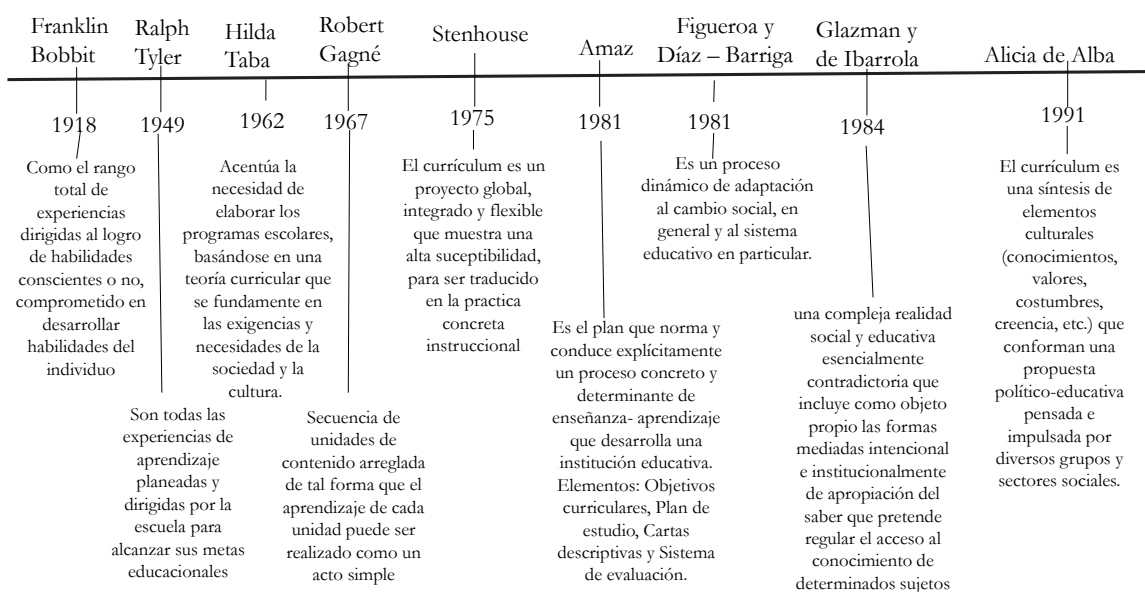 Franklin
Bobbit
1918
Como el rango
total de
experiencias
dirigidas al logro
de habilidades
conscientes o no,
comprometido en
desarrollar
habilidades del
individuo
Ralph
Tyler
1949
Son todas las
experiencias de
aprendizaje
planeadas y
dirigidas por la
escuela para
alcanzar sus metas
educacionales
Hilda
Taba
1962
Acentúa la
necesidad de
elaborar los
programas escolares,
basándose en una
teoría curricular que
se fundamente en
las exigencias y
necesidades de la
sociedad y la
cultura.
Robert
Gagné
1967
Secuencia de
unidades de
contenido arreglada
de tal forma que el
aprendizaje de cada
unidad puede ser
realizado como un
acto simple
Stenhouse
1975
El currículum es un
proyecto global,
integrado y flexible
que muestra una
alta suceptibilidad,
para ser traducido
en la practica
concreta
instruccional
Amaz
1981
Es el plan que norma y
conduce explícitamente
un proceso concreto y
determinante de
enseñanza- aprendizaje
que desarrolla una
institución educativa.
Elementos: Objetivos
curriculares, Plan de
estudio, Cartas
descriptivas y Sistema
de evaluación.
Figueroa y
Díaz – Barriga
1981
Es un proceso
dinámico de adaptación
al cambio social, en
general y al sistema
educativo en particular.
Glazman y
de Ibarrola
1984
una compleja realidad
social y educativa
esencialmente
contradictoria que
incluye como objeto
propio las formas
mediadas intencional
e institucionalmente
de apropiación del
saber que pretende
regular el acceso al
conocimiento de
determinados sujetos
Alicia de Alba
1991
El currículum es
una síntesis de
elementos
culturales
(conocimientos,
valores,
costumbres,
creencia, etc.) que
conforman una
propuesta
político-educativa
pensada e
impulsada por
diversos grupos y
sectores sociales.